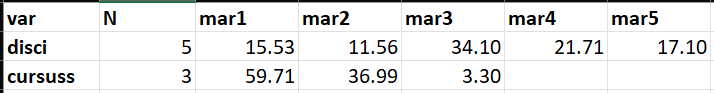 var N mar1 mar2 mar3 mar4 mar5
disci 5 15.53 11.56 34.10 21.71 17.10
cursuss 3 59.71 36.99 3.30